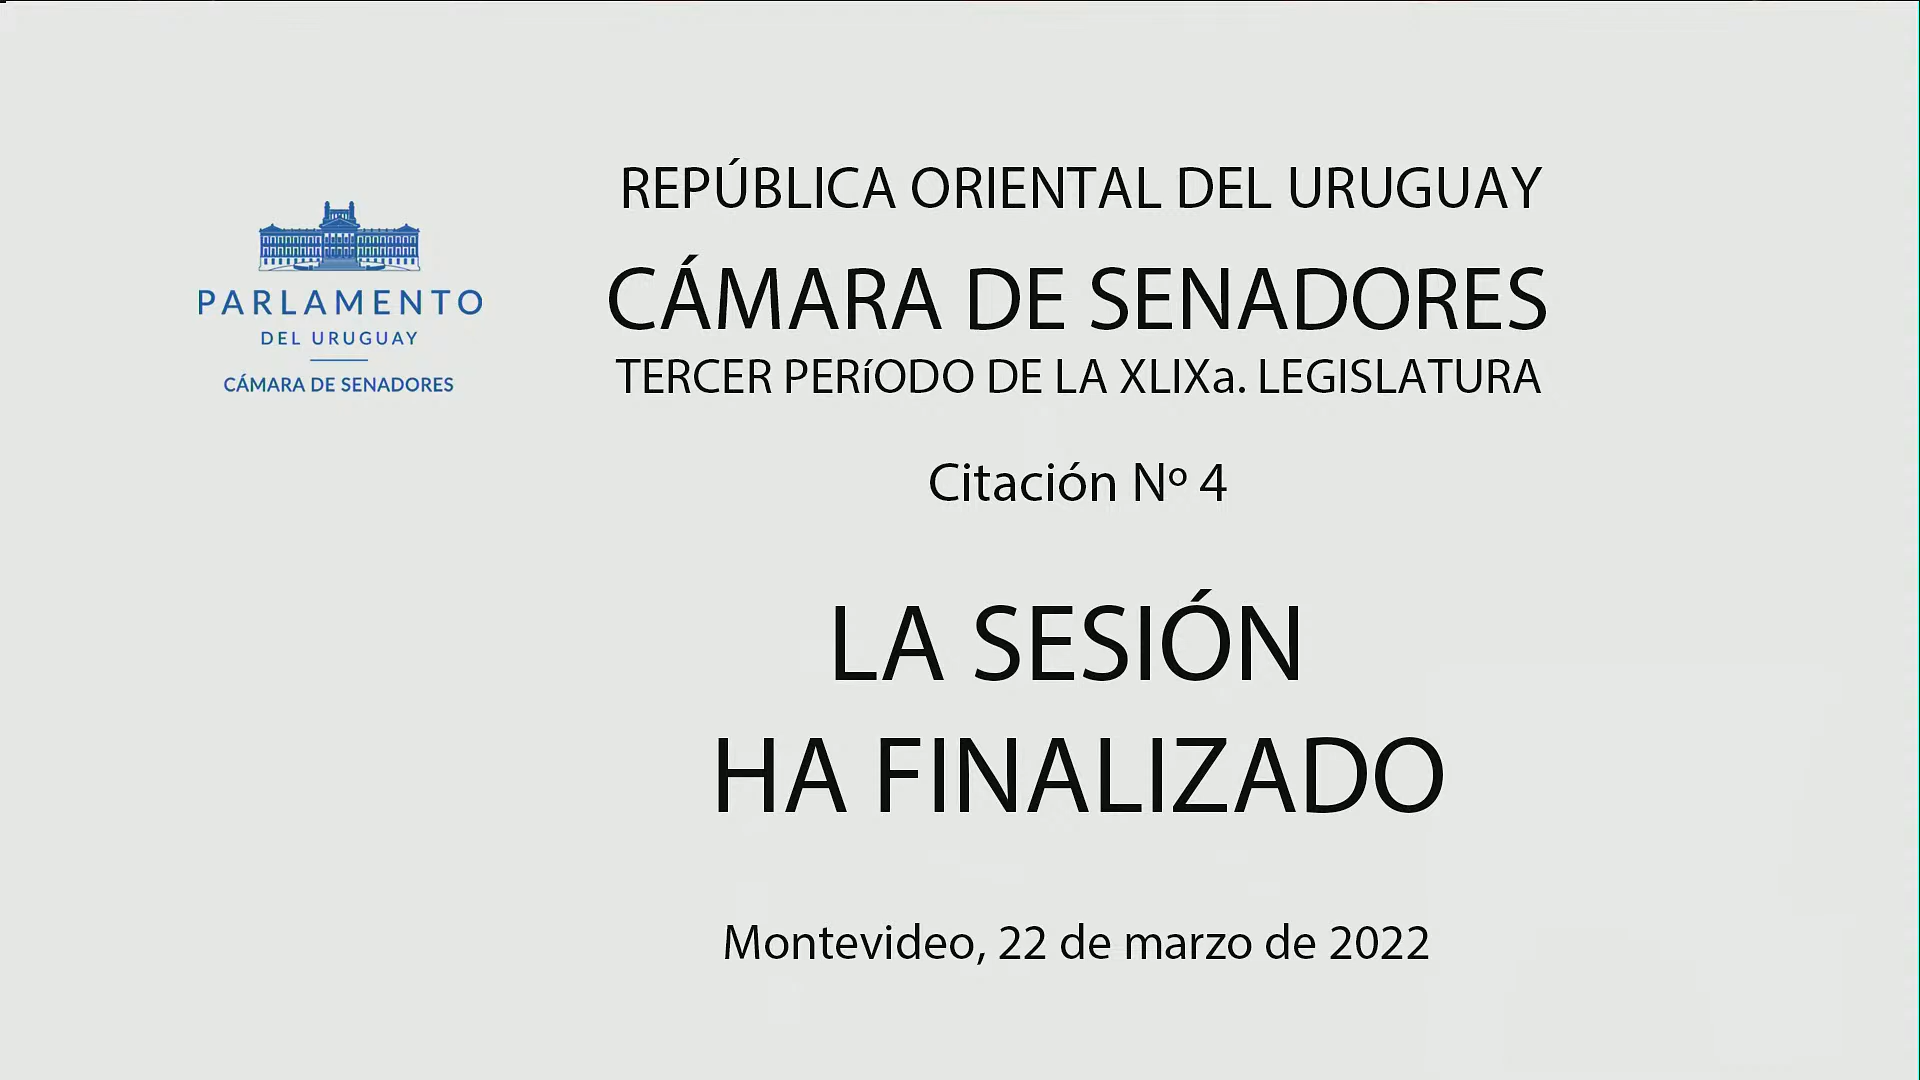 REPÚBLICA ORIENTAL DEL URUGUAY
CÁMARA DE SENADORES
TERCER PERíODO DE LA XLIXa. LEGISLATURA
PARLAMENTO
DEL URUGUAY
CÁMARA DE SENADORES
Citación Nº 4
LA SESIÓN
HA FINALIZADO
Montevideo, 22 de marzo de 2022